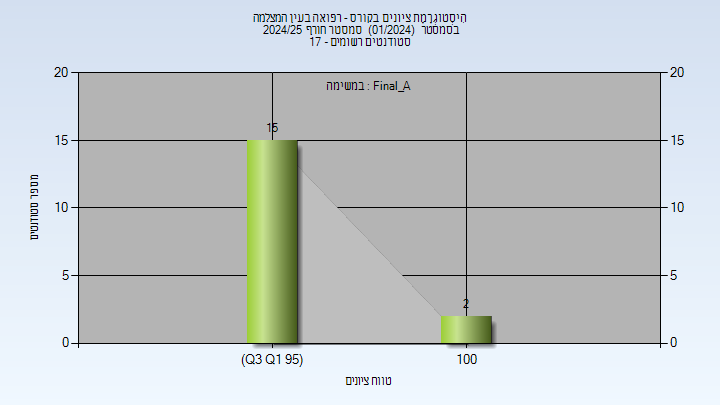 היסטוגרמת ציונים בקורס - רפואה בעין המצלמה
בסמסטר (01/2024) סמסטר חורף 2024/25
סטודנטים רשומים - 17
במשימה : Final_A
20 20
15 15
15
10 10
5 5
2
0 0
(Q3 Q1 95) 100
מספר סטודנטים
טווח ציונים